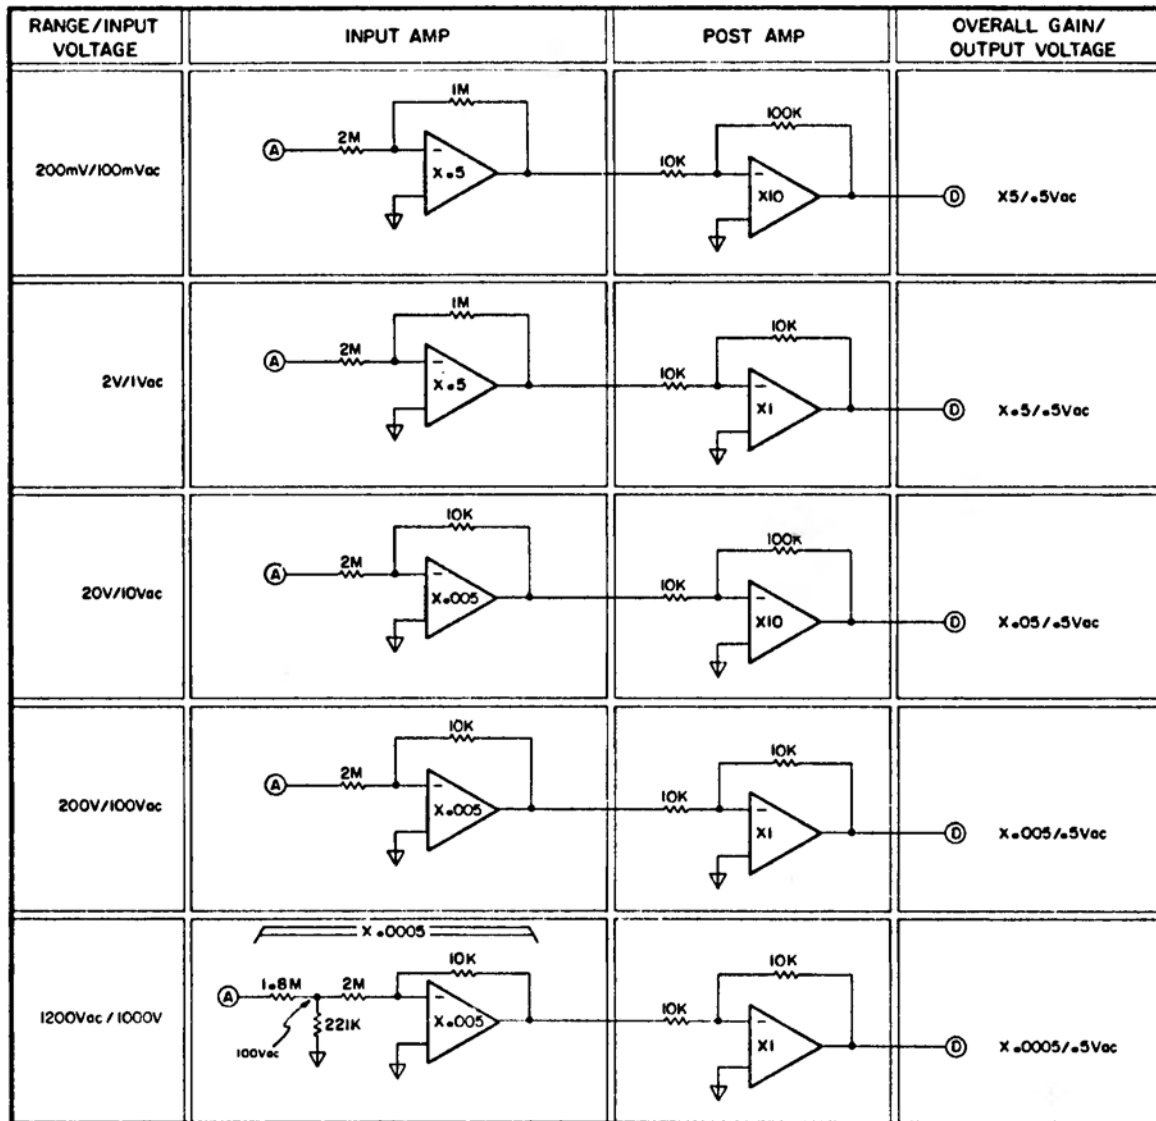 RANGE/INPUT
VOLTAGE
INPUT AMP
POST AMP
OVERALL GAIN/
OUTPUT VOLTAGE
200mV/100mVac
A
2M
1M
−
X.5
10K
100K
−
X10
D
X5/.5Vac
2V/1Vac
A
2M
1M
−
X.5
10K
10K
−
X1
D
X.5/.5Vac
20V/10Vac
A
2M
10K
−
X.005
10K
100K
−
X10
D
X.05/.5Vac
200V/100Vac
A
2M
10K
−
X.005
10K
10K
−
X1
D
X.005/.5Vac
1200Vac / 1000V
X.0005
A
1.8M
2M
221K
100Vac
10K
−
X.005
10K
10K
−
X1
D
X.0005/.5Vac